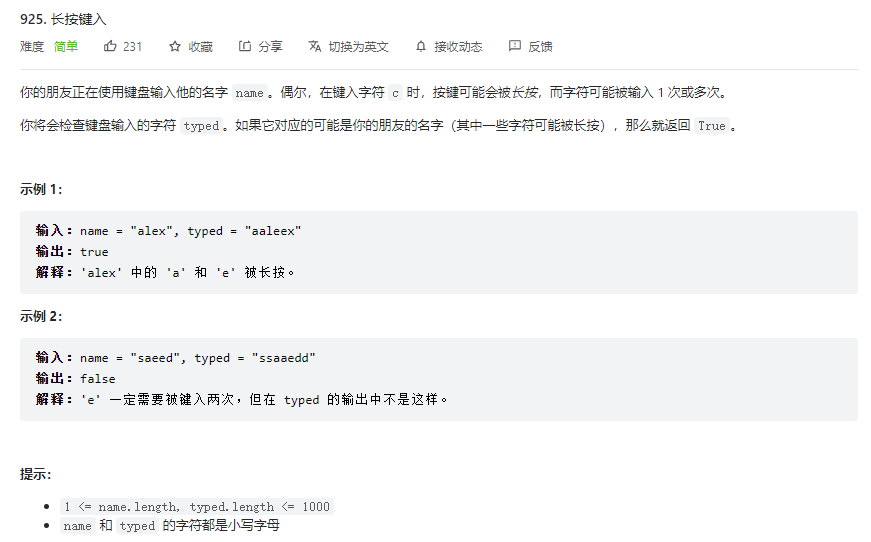 925. 长按键入
难度 简单 231 收藏 分享 切换为英文 接收动态 反馈
你的朋友正在使用键盘输入他的名字 name。偶尔，在键入字符 c 时，按键可能会被长按，而字符可能被输入 1 次或多次。
你将会检查键盘输入的字符 typed。如果它对应的可能是你的朋友的名字（其中一些字符可能被长按），那么就返回 True。
示例 1：
输入：name = "alex", typed = "aaleex"
输出：true
解释：'alex' 中的 'a' 和 'e' 被长按。
示例 2：
输入：name = "saeed", typed = "ssaaedd"
输出：false
解释：'e' 一定需要被键入两次，但在 typed 的输出中不是这样。
提示：
• 1 <= name.length, typed.length <= 1000
• name 和 typed 的字符都是小写字母